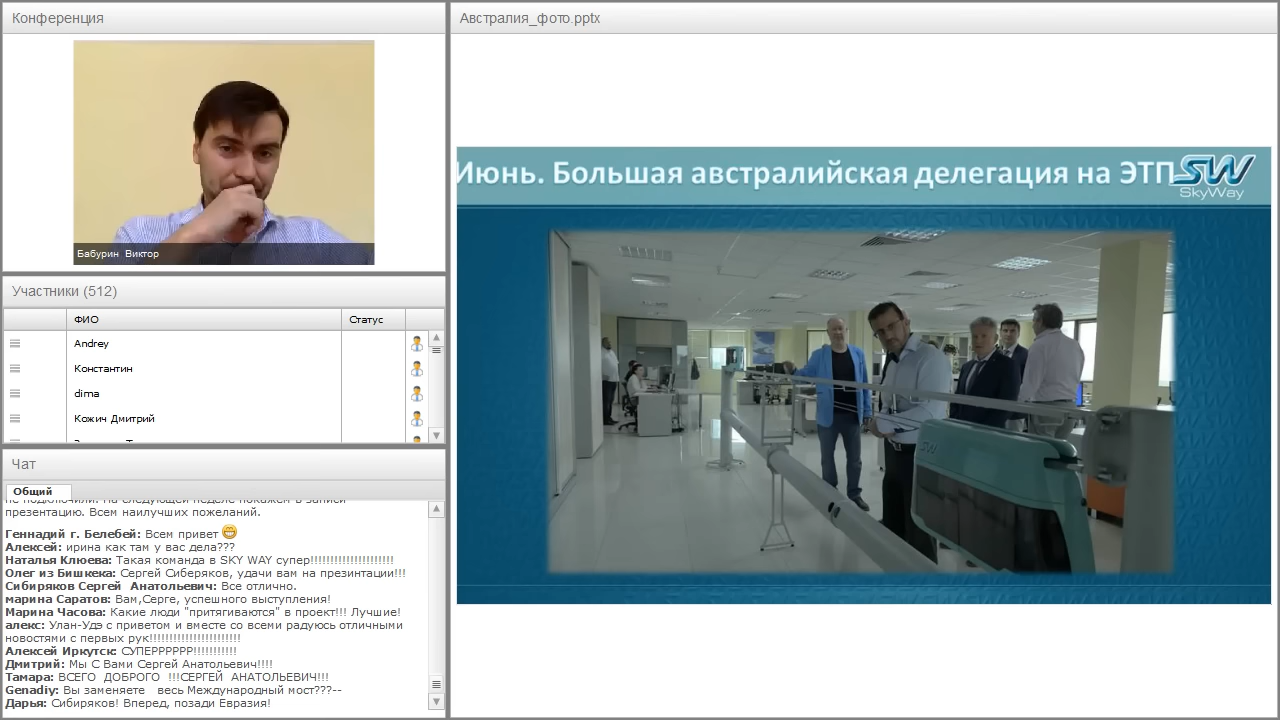 Конференция
Бабурин Виктор
Участники (512)
ФИО
Статус
Andrey
Константин
dima
Кожич Дмитрий
Чат
Общий
презентацию. Всем наилучших пожеланий.
Геннадий г. Белебей: Всем привет
Алексей: ирина как там у вас дела???
Наталья Клюева: Такая команда в SKY WAY супер!!!!!!!!!!!!!!!!!!!!!
Олег из Бишкека: Сергей Сиберяков, удачи вам на презинтации!!!
Сибиряков Сергей Анатольевич: Все отлично.
марина Саратов: Вам,Серге, успешного выступления!
Марина Часова: Какие люди "притягиваются" в проект!!! Лучшие!
алекс: Улан-Удэ с приветом и вместе со всеми радуюсь отличными
новостями с первых рук!!!!!!!!!!!!!!!!!!!!!!!
Алексей Иркутск: СУПЕРРРРРР!!!!!!!!!!!
Дмитрий: Мы С Вами Сергей Анатольевич!!!!
Тамара: ВСЕГО ДОБРОГО !!!СЕРГЕЙ АНАТОЛЬЕВИЧ!!!
Genadiy: Вы заменяете весь Международный мост???--
Дарья: Сибиряков! Вперед, позади Евразия!
Австралия_фото.pptx
Июнь. Большая австралийская делегация на ЭТП
SW
SkyWay
SW